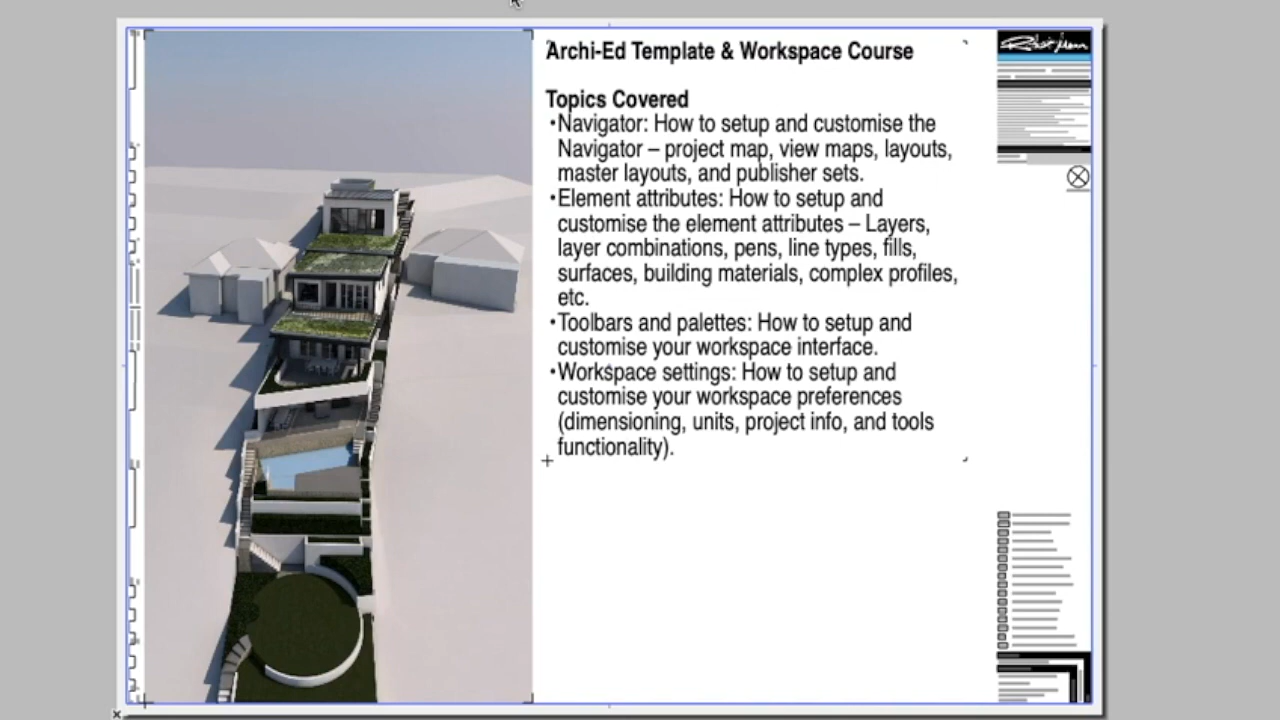 Archi-Ed Template & Workspace Course
Topics Covered
•Navigator: How to setup and customise the
Navigator – project map, view maps, layouts,
master layouts, and publisher sets.
•Element attributes: How to setup and
customise the element attributes – Layers,
layer combinations, pens, line types, fills,
surfaces, building materials, complex profiles,
etc.
•Toolbars and palettes: How to setup and
customise your workspace interface.
•Workspace settings: How to setup and
customise your workspace preferences
(dimensioning, units, project info, and tools
functionality).